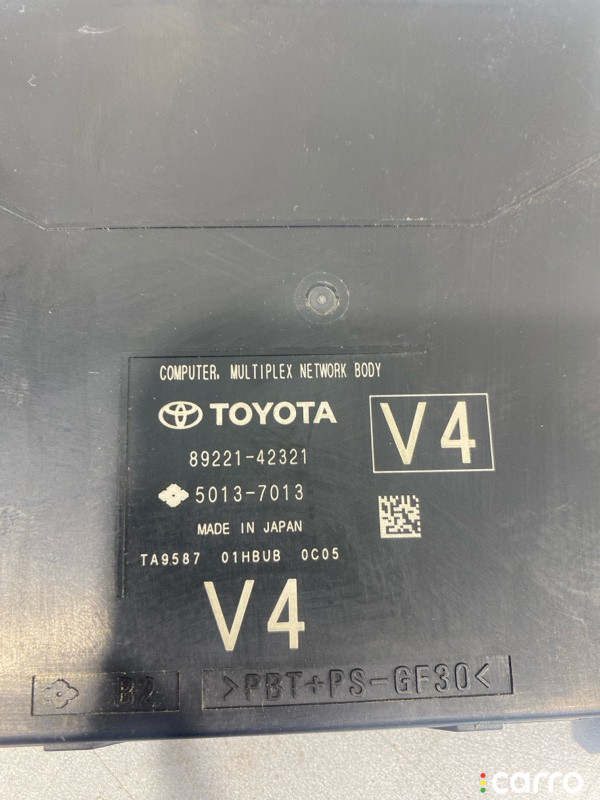 COMPUTER, MULTIPLEX NETWORK BODY
TOYOTA
V4
89221-42321
5013-7013
MADE IN JAPAN
TA9587 01HBUB 0C05
V4
B2
>PBT+PS-GF30<
carro